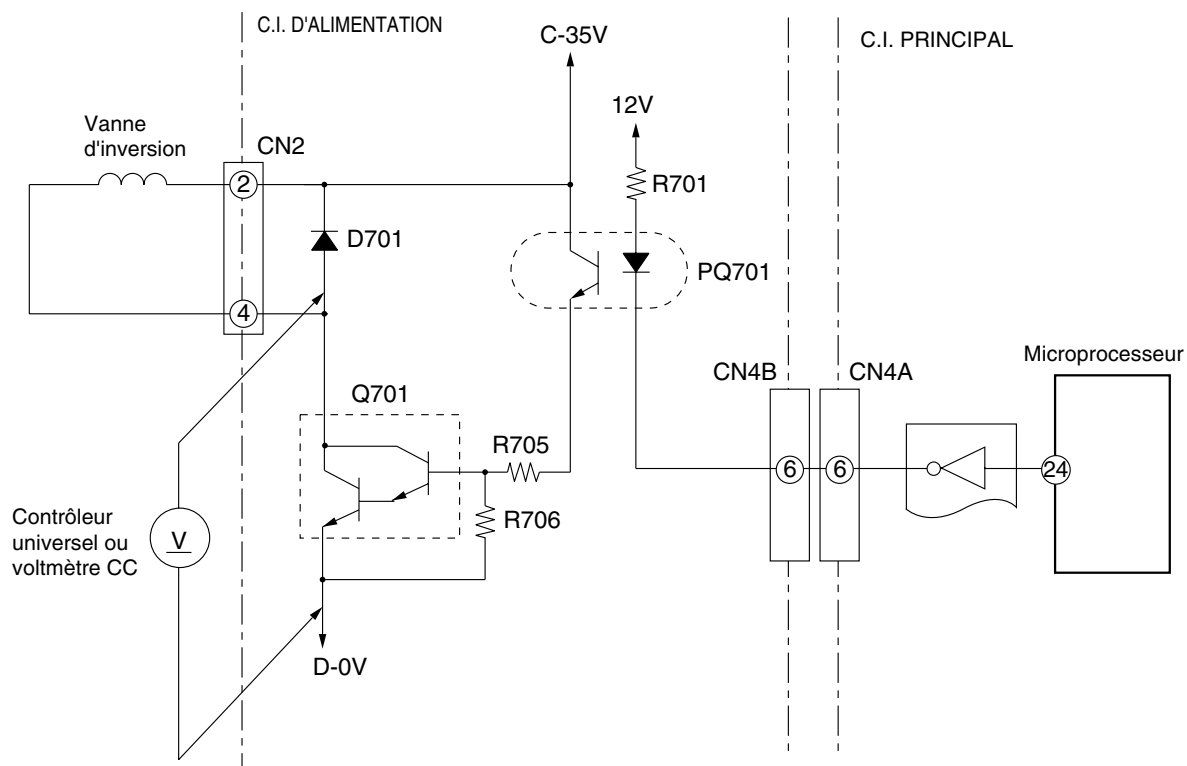 C.I. D'ALIMENTATION
C-35V
C.I. PRINCIPAL
12V
Vanne
d'inversion
CN2
2
R701
D701
PQ701
4
Microprocesseur
CN4B
CN4A
Q701
R705
6
6
24
R706
Contrôleur
universel ou
voltmètre CC
V
D-0V